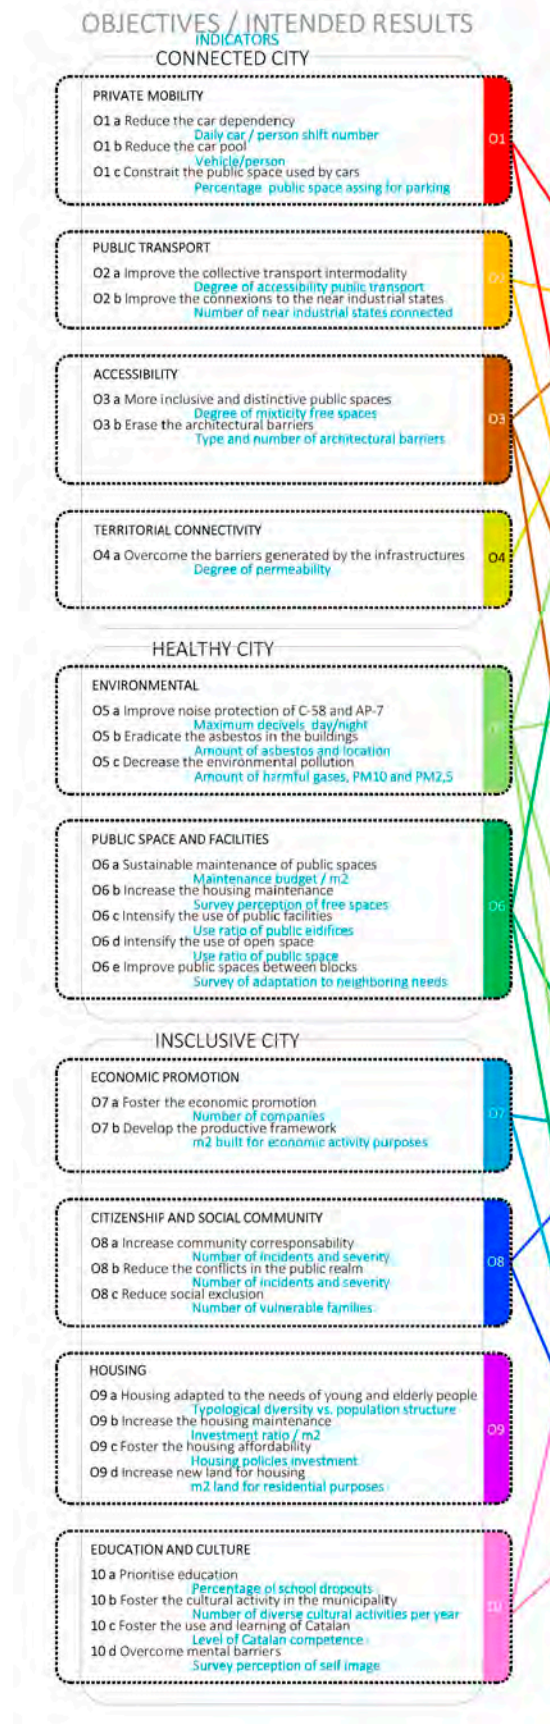 OBJECTIVES / INTENDED RESULTS
INDICATORS
CONNECTED CITY
PRIVATE MOBILITY
O1 a Reduce the car dependency
Daily car / person shift number
O1 b Reduce the car pool
Vehicle/person
O1 c Constrait the public space used by cars
Percentage public space assing for parking
O1
PUBLIC TRANSPORT
O2 a Improve the collective transport intermodality
Degree of accessibility public transport
O2 b Improve the connexions to the near industrial states
Number of near industrial states connected
O2
ACCESSIBILITY
O3 a More inclusive and distinctive public spaces
Degree of mixticity free spaces
O3 b Erase the architectural barriers
Type and number of architectural barriers
O3
TERRITORIAL CONNECTIVITY
O4 a Overcome the barriers generated by the infrastructures
Degree of permeability
O4
HEALTHY CITY
ENVIRONMENTAL
O5 a Improve noise protection of C-58 and AP-7
Maximum decivels day/night
O5 b Eradicate the asbestos in the buildings
Amount of asbestos and location
O5 c Decrease the environmental pollution
Amount of harmful gases, PM10 and PM2,5
PUBLIC SPACE AND FACILITIES
O6 a Sustainable maintenance of public spaces
Maintenance budget / m2
O6 b Increase the housing maintenance
Survey perception of free spaces
O6 c Intensify the use of public facilities
Use ratio of public eidifices
O6 d Intensify the use of open space
Use ratio of public space
O6 e Improve public spaces between blocks
Survey of adaptation to neighboring needs
O6
INSCLUSIVE CITY
ECONOMIC PROMOTION
O7 a Foster the economic promotion
Number of companies
O7 b Develop the productive framework
m2 built for economic activity purposes
O7
CITIZENSHIP AND SOCIAL COMMUNITY
O8 a Increase community corresponsability
Number of incidents and severity
O8 b Reduce the conflicts in the public realm
Number of incidents and severity
O8 c Reduce social exclusion
Number of vulnerable families
O8
HOUSING
O9 a Housing adapted to the needs of young and elderly people
Typological diversity vs. population structure
O9 b Increase the housing maintenance
Investment ratio / m2
O9 c Foster the housing affordability
Housing policies investment
O9 d Increase new land for housing
m2 land for residential purposes
O9
EDUCATION AND CULTURE
10 a Prioritise education
Percentage of school dropouts
10 b Foster the cultural activity in the municipality
Number of diverse cultural activities per year
10 c Foster the use and learning of Catalan
Level of Catalan competence
10 d Overcome mental barriers
Survey perception of self image
10